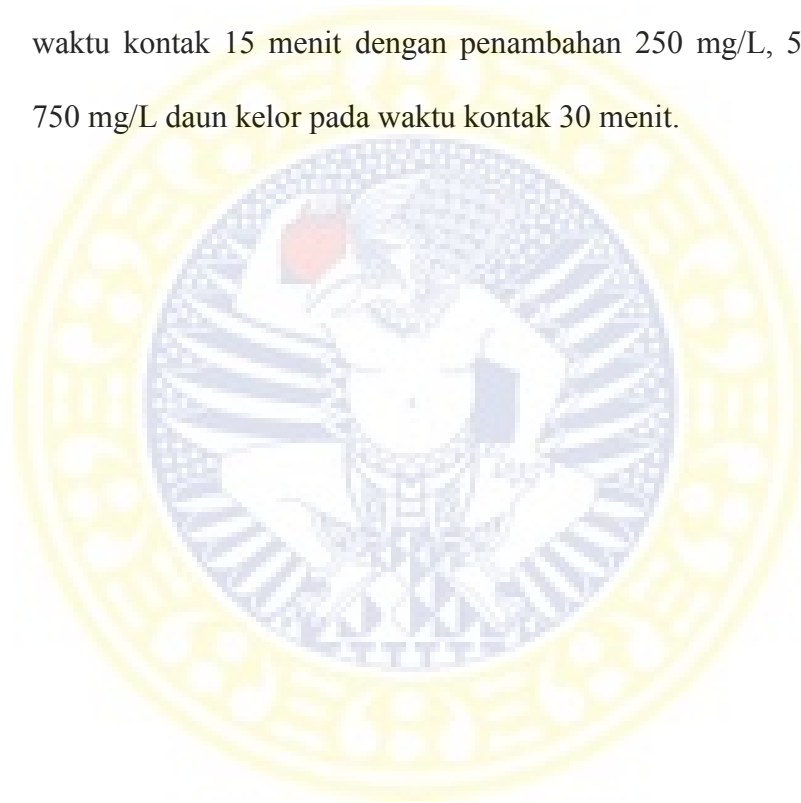 waktu kontak 15 menit dengan penambahan 250 mg/L, 5
750 mg/L daun kelor pada waktu kontak 30 menit.